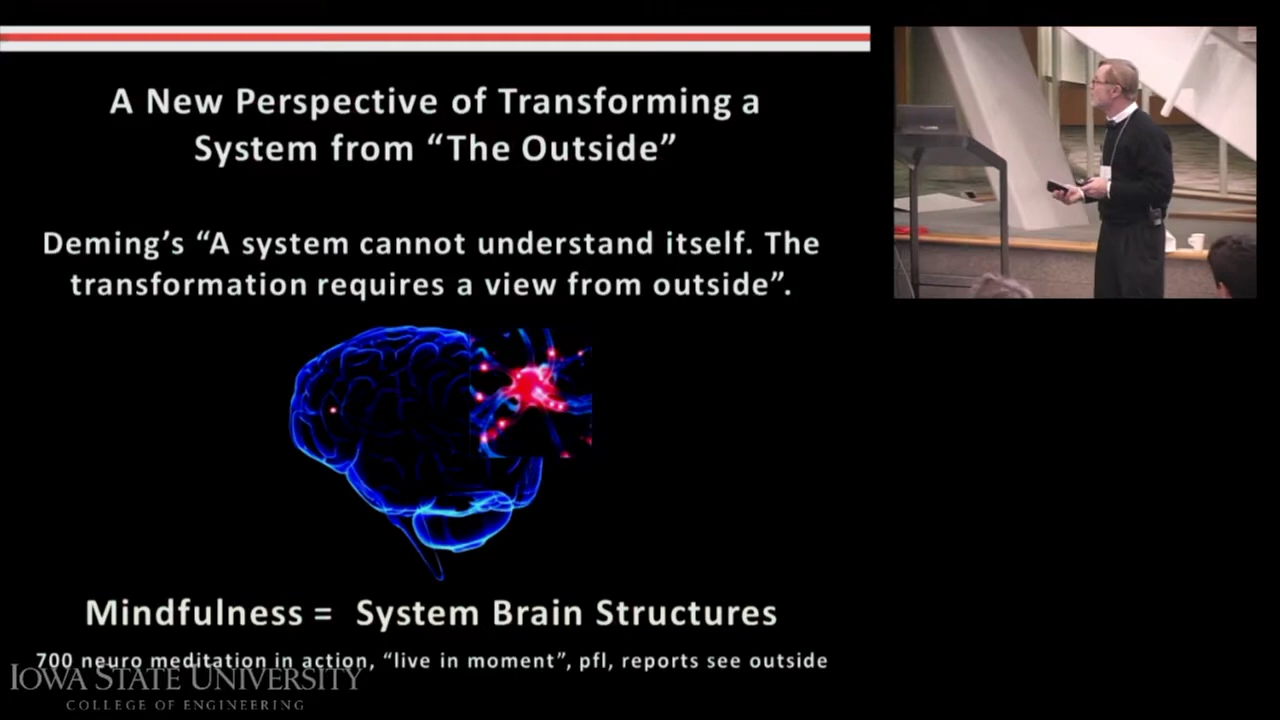 A New Perspective of Transforming a
System from “The Outside”
Deming’s “A system cannot understand itself. The
transformation requires a view from outside”.
Mindfulness = System Brain Structures
700 neuro meditation in action, “live in moment”, pfl, reports see outside
IOWA STATE UNIVERSITY
COLLEGE OF ENGINEERING